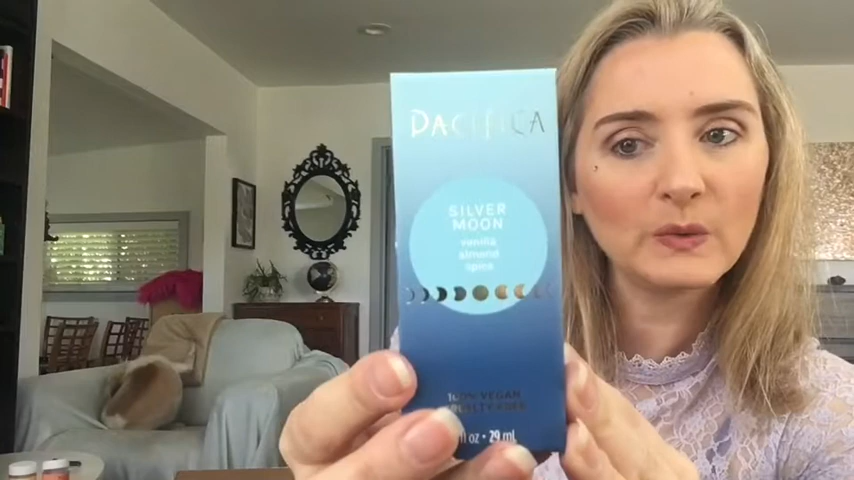 PACIFICA
SILVER
MOON
vanilla
almond
spice
100% VEGAN
CRUELTY-FREE
fl oz • 29 mL